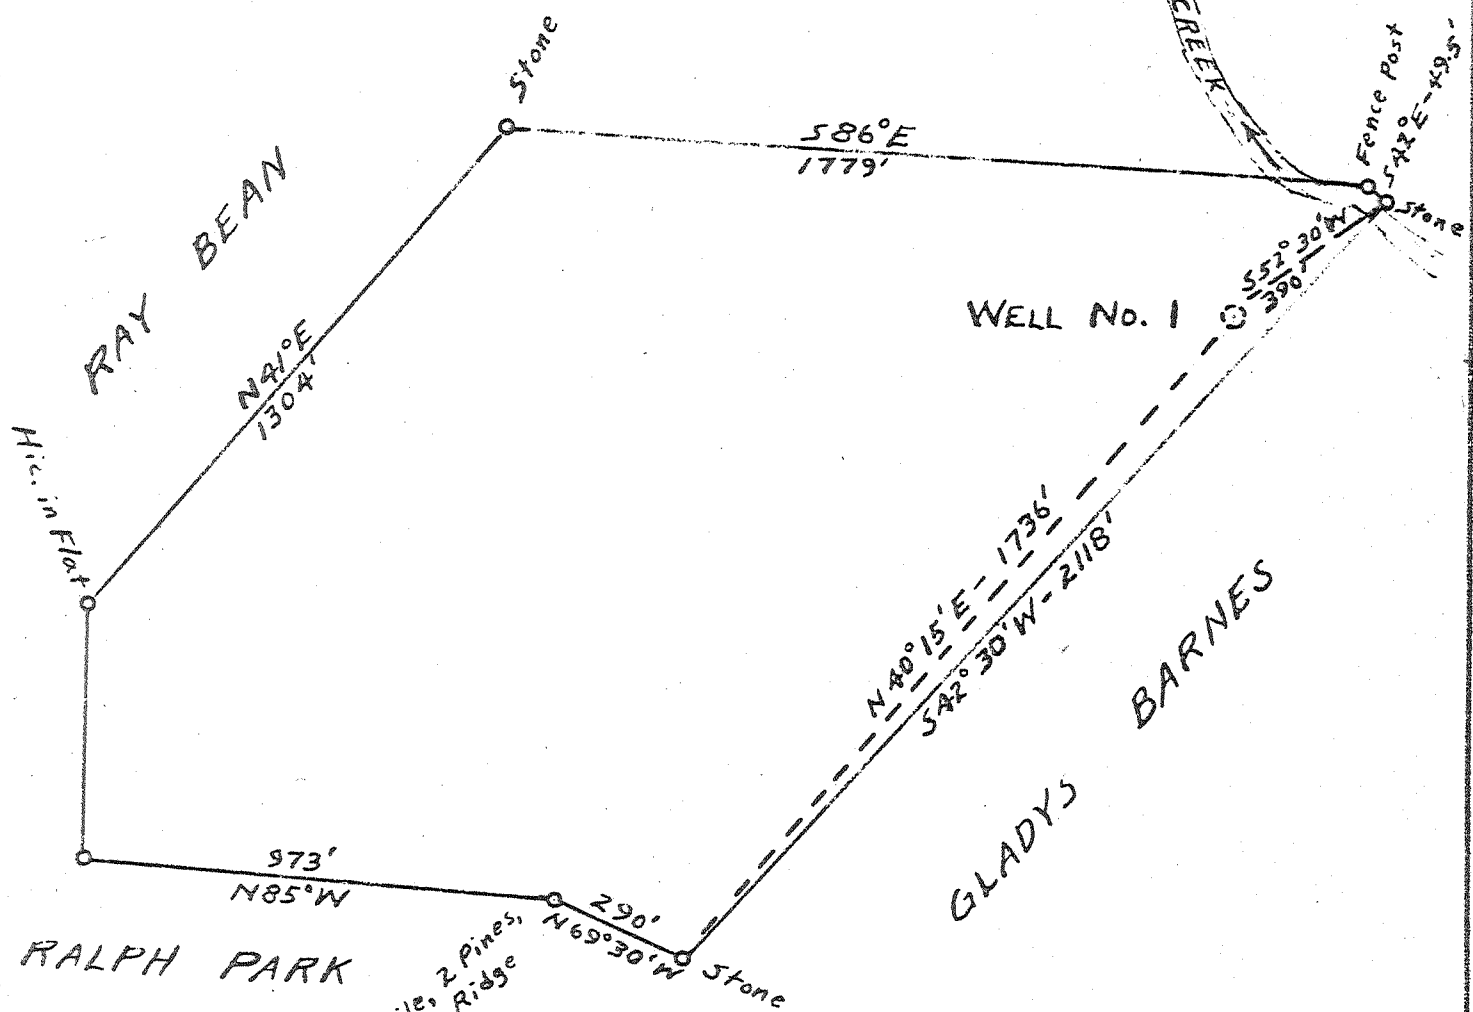 CREEK
Stone
Fence Post
S42°E-49.5'
S86°E
1779'
Stone
S52°30'W
390'
RAY BEAN
WELL No. 1
N41°E
1304'
Hic. in Flat
N40°15'E - 1736'
S42°30'W - 2118'
GLADYS BARNES
973'
N85°W
290'
N69°30'W
Stone
RALPH PARK
2 Pines,
Ridge